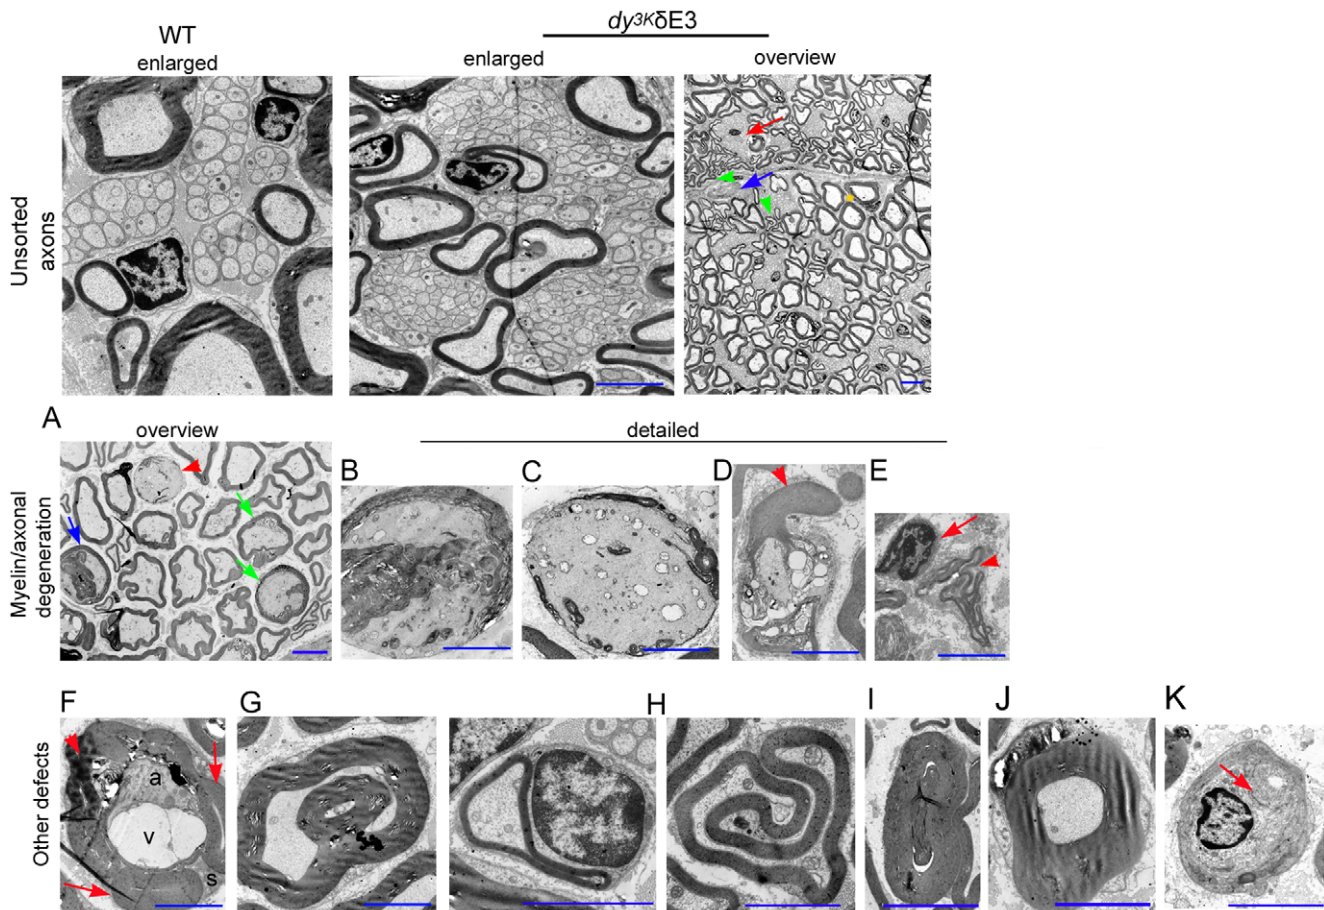 WT
dy3KδE3
enlarged
enlarged
overview
Unsorted
axons
A
overview
detailed
B
C
D
E
Myelin/axonal
degeneration
F
G
H
I
J
K
Other defects
a
v
s